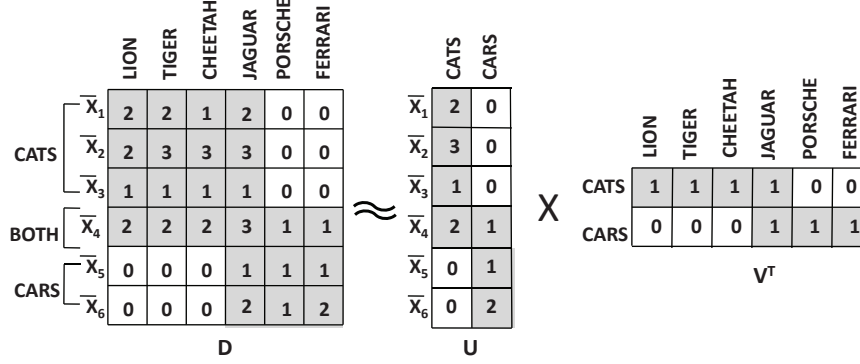 LION TIGER CHEETAH JAGUAR PORSCHE FERRARI
CATS CARS
LION TIGER CHEETAH JAGUAR PORSCHE FERRARI
CATS
BOTH
CARS
X̄₁ 2 2 1 2 0 0
X̄₂ 2 3 3 3 0 0
X̄₃ 1 1 1 1 0 0
X̄₄ 2 2 2 3 1 1
X̄₅ 0 0 0 1 1 1
X̄₆ 0 0 0 2 1 2
D
≈
X̄₁ 2 0
X̄₂ 3 0
X̄₃ 1 0
X̄₄ 2 1
X̄₅ 0 1
X̄₆ 0 2
U
X
CATS 1 1 1 1 0 0
CARS 0 0 0 1 1 1
Vᵀ